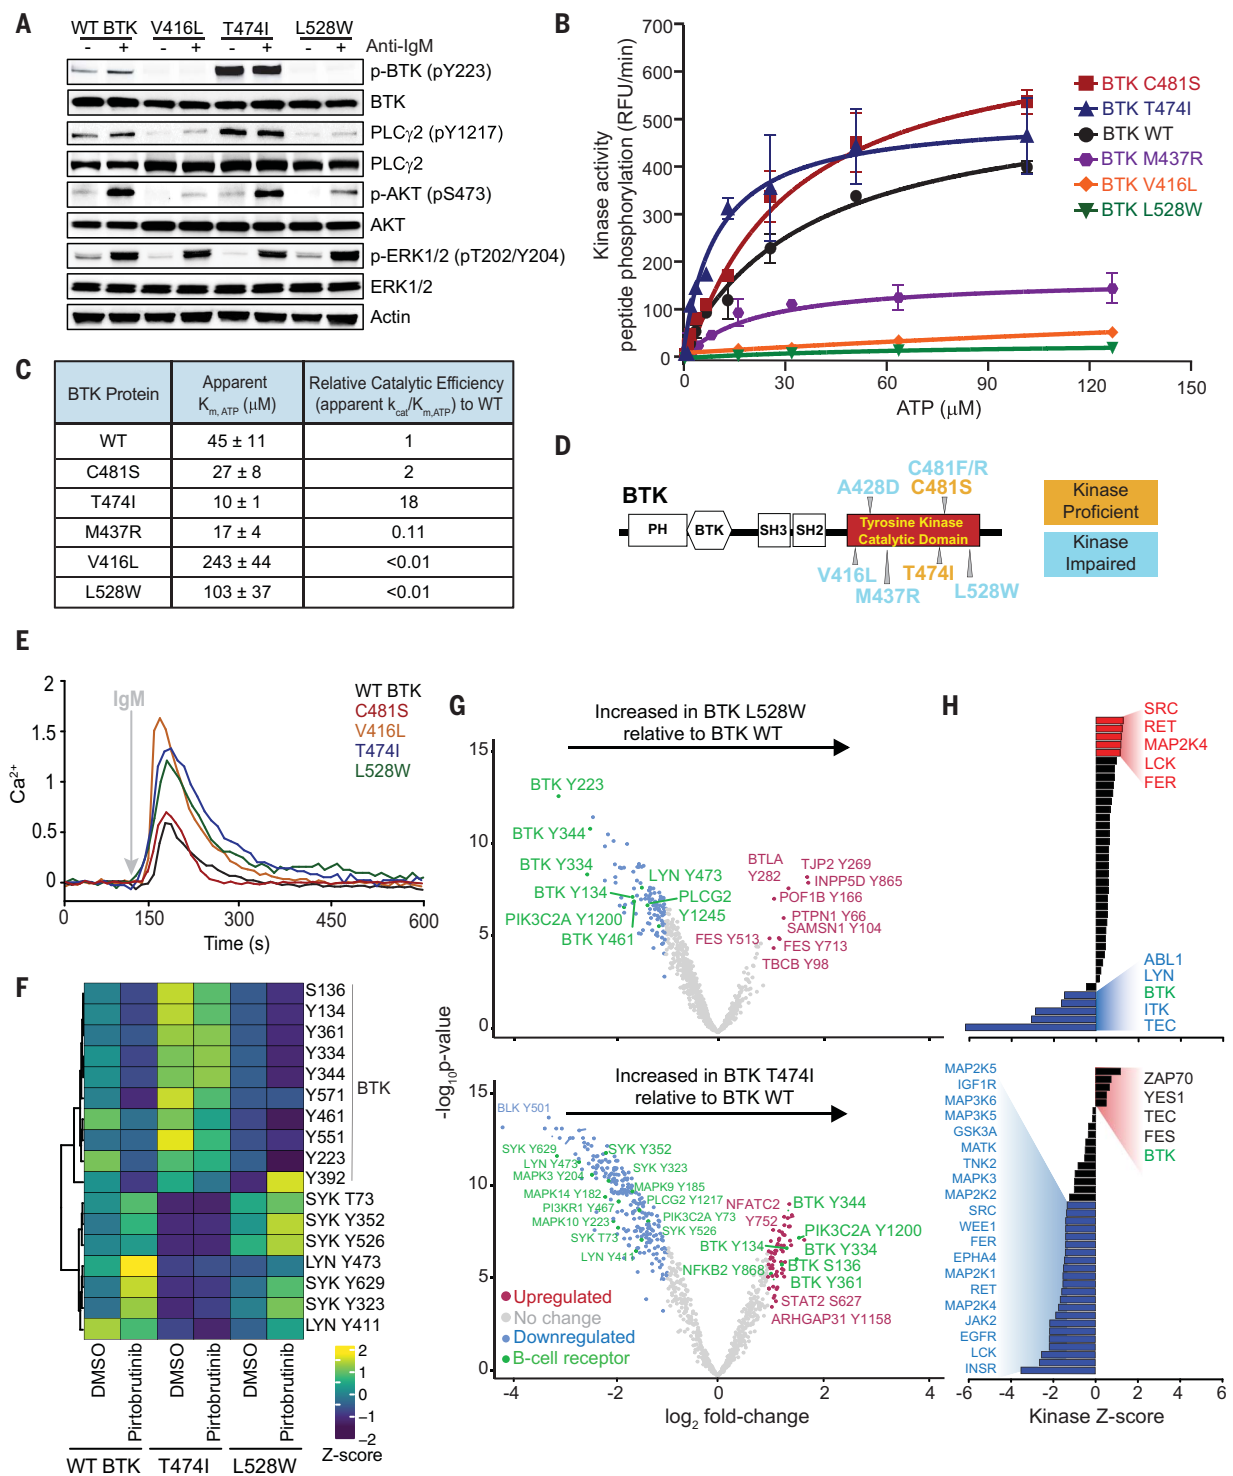 A
WT BTK V416L T474I L528W
- + - + - + - + Anti-IgM
p-BTK (pY223)
BTK
PLCγ2 (pY1217)
PLCγ2
p-AKT (pS473)
AKT
p-ERK1/2 (pT202/Y204)
ERK1/2
Actin
B
Kinase activity
peptide phosphorylation (RFU/min)
700
600
500
400
300
200
100
0
0 30 60 90 120 150
ATP (μM)
BTK C481S
BTK T474I
BTK WT
BTK M437R
BTK V416L
BTK L528W
C
BTK Protein
Apparent
Km, ATP (μM)
Relative Catalytic Efficiency
(apparent kcat/Km,ATP) to WT
WT 45 ± 11 1
C481S 27 ± 8 2
T474I 10 ± 1 18
M437R 17 ± 4 0.11
V416L 243 ± 44 <0.01
L528W 103 ± 37 <0.01
D
BTK
C481F/R
A428D C481S
PH BTK SH3 SH2
Tyrosine Kinase
Catalytic Domain
V416L T474I
M437R L528W
Kinase
Proficient
Kinase
Impaired
E
Ca2+
2
1.5
1
0.5
0
0 150 300 450 600
Time (s)
IgM
WT BTK
C481S
V416L
T474I
L528W
F
S136
Y134
Y361
Y334
Y344
Y571
Y461
Y551
Y223
Y392
BTK
SYK T73
SYK Y352
SYK Y526
LYN Y473
SYK Y629
SYK Y323
LYN Y411
DMSO
Pirtobrutinib
DMSO
Pirtobrutinib
DMSO
Pirtobrutinib
WT BTK T474I L528W
2
1
0
−1
−2
Z-score
G
Increased in BTK L528W
relative to BTK WT
15
10
5
0
BTK Y223
BTK Y344
BTK Y334
BTK Y134
LYN Y473
PLCG2
Y1245
PIK3C2A Y1200
BTK Y461
BTLA
Y282
TJP2 Y269
INPP5D Y865
POF1B Y166
PTPN1 Y66
SAMSN1 Y104
FES Y513
FES Y713
TBCB Y98
-log10p-value
Increased in BTK T474I
relative to BTK WT
15
10
5
0
BLK Y501
SYK Y629
SYK Y352
LYN Y473
SYK Y323
MAPK3 Y204
MAPK9 Y185
MAPK14 Y182
PLCG2 Y1217
PI3KR1 Y467
PIK3C2A Y73
MAPK10 Y223
SYK Y526
SYK T73
LYN Y411
NFATC2
Y752
BTK Y344
PIK3C2A Y1200
BTK Y134
BTK Y334
NFKB2 Y868
BTK S136
BTK Y361
STAT2 S627
ARHGAP31 Y1158
Upregulated
No change
Downregulated
B-cell receptor
-4 -2 0 2 4
log2 fold-change
H
SRC
RET
MAP2K4
LCK
FER
ABL1
LYN
BTK
ITK
TEC
MAP2K5
IGF1R
MAP3K6
MAP3K5
GSK3A
MATK
TNK2
MAPK3
MAP2K2
SRC
WEE1
FER
EPHA4
MAP2K1
RET
MAP2K4
JAK2
EGFR
LCK
INSR
ZAP70
YES1
TEC
FES
BTK
-6 -4 -2 0 2 4 6
Kinase Z-score